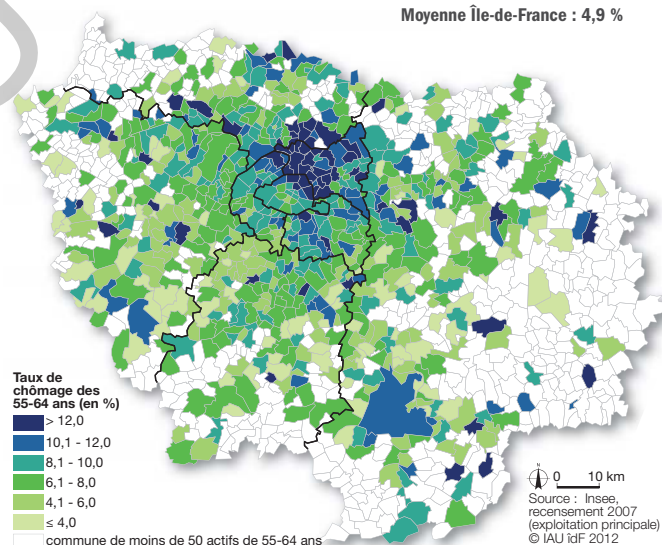 Moyenne Île-de-France : 4,9 %
Taux de
chômage des
55-64 ans (en %)
> 12,0
10,1 - 12,0
8,1 - 10,0
6,1 - 8,0
4,1 - 6,0
≤ 4,0
commune de moins de 50 actifs de 55-64 ans
N
0 10 km
Source : Insee,
recensement 2007
(exploitation principale)
© IAU îdF 2012